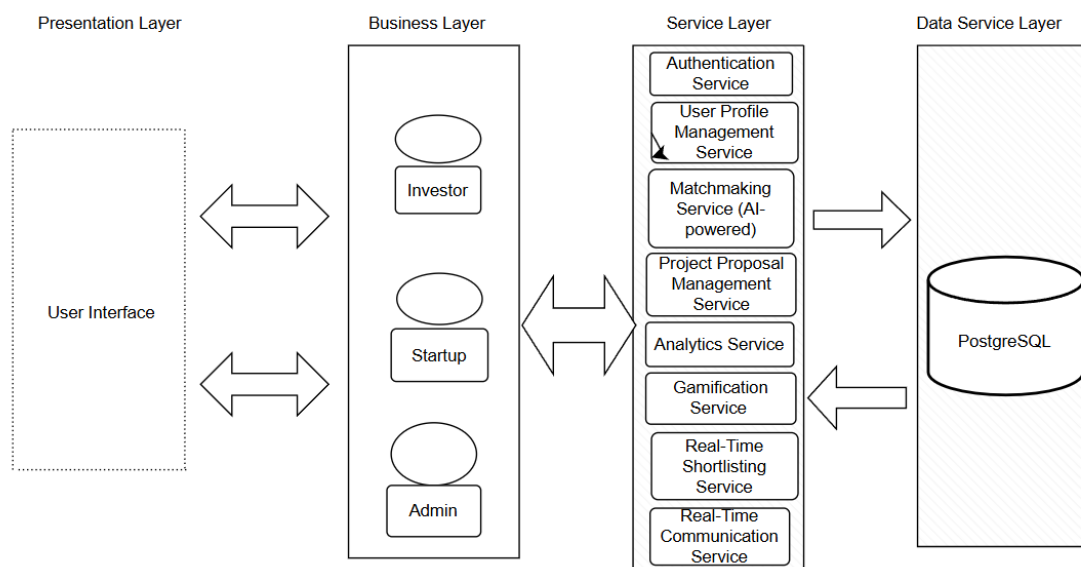 Presentation Layer
Business Layer
Service Layer
Data Service Layer
User Interface
Investor
Startup
Admin
Authentication
Service
User Profile
Management
Service
Matchmaking
Service (AI-
powered)
Project Proposal
Management
Service
Analytics Service
Gamification
Service
Real-Time
Shortlisting
Service
Real-Time
Communication
Service
PostgreSQL